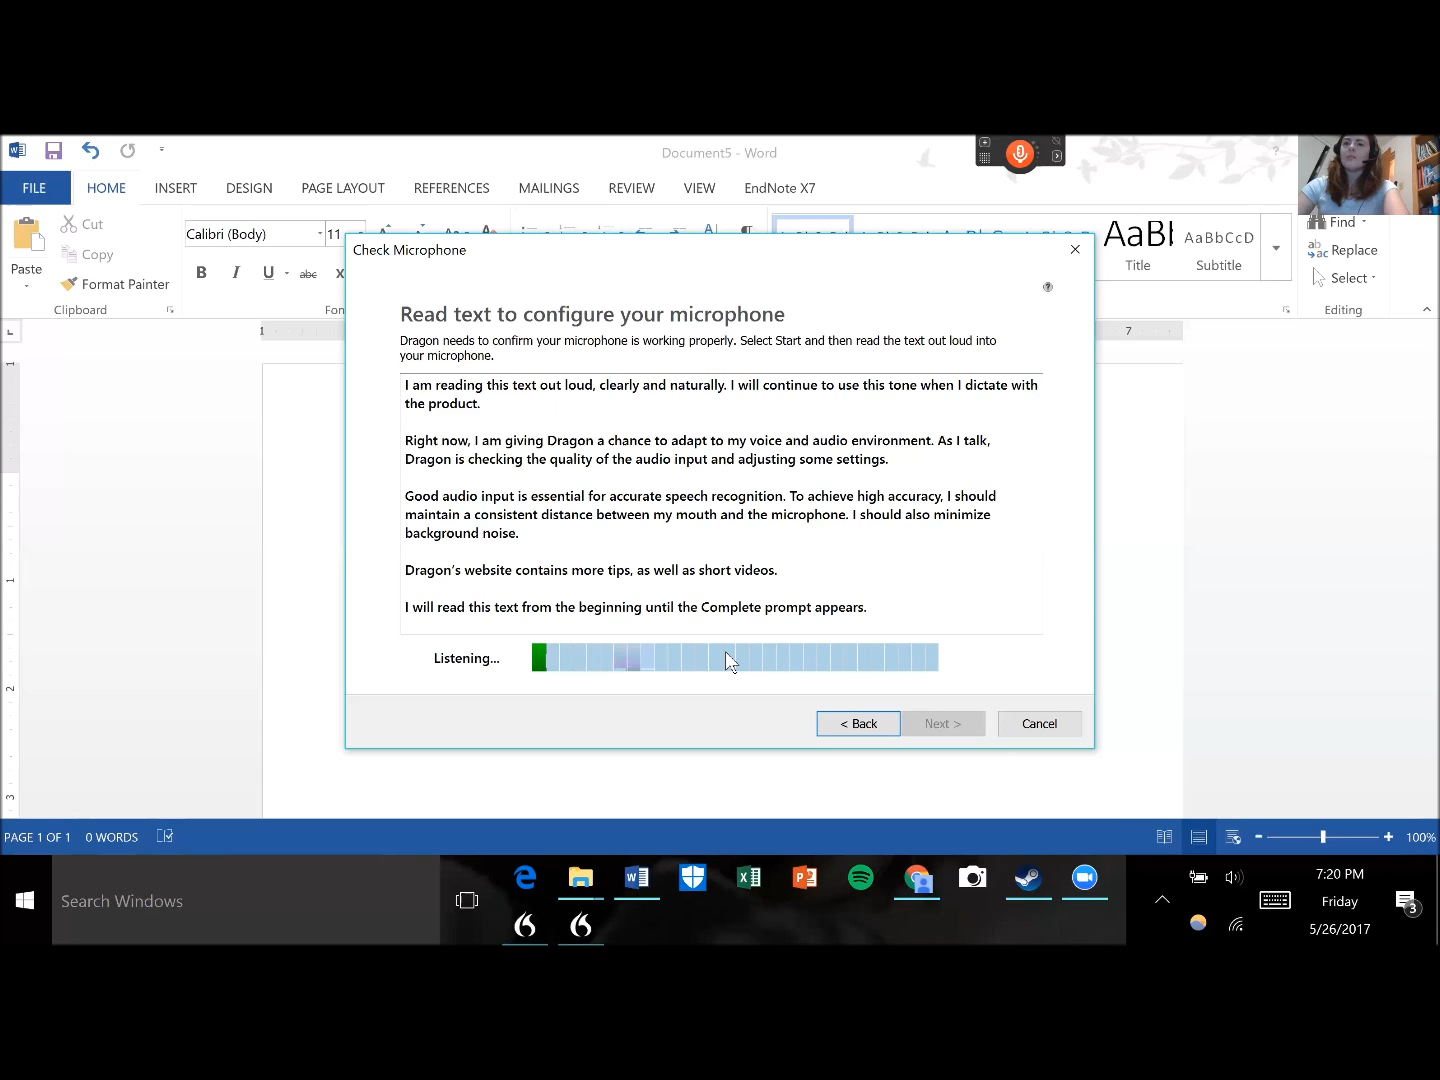 Document5 - Word
FILE HOME INSERT DESIGN PAGE LAYOUT REFERENCES MAILINGS REVIEW VIEW EndNote X7
Cut
Copy
Format Painter
Paste
Clipboard
Calibri (Body) 11
B I U abc
Title
AaBbCcD
Subtitle
Find
Replace
Select
Editing
1 7
Check Microphone
Read text to configure your microphone
Dragon needs to confirm your microphone is working properly. Select Start and then read the text out loud into
your microphone.
I am reading this text out loud, clearly and naturally. I will continue to use this tone when I dictate with
the product.
Right now, I am giving Dragon a chance to adapt to my voice and audio environment. As I talk,
Dragon is checking the quality of the audio input and adjusting some settings.
Good audio input is essential for accurate speech recognition. To achieve high accuracy, I should
maintain a consistent distance between my mouth and the microphone. I should also minimize
background noise.
Dragon's website contains more tips, as well as short videos.
I will read this text from the beginning until the Complete prompt appears.
Listening...
< Back Next > Cancel
PAGE 1 OF 1 0 WORDS 100%
Search Windows
7:20 PM
Friday
5/26/2017
3